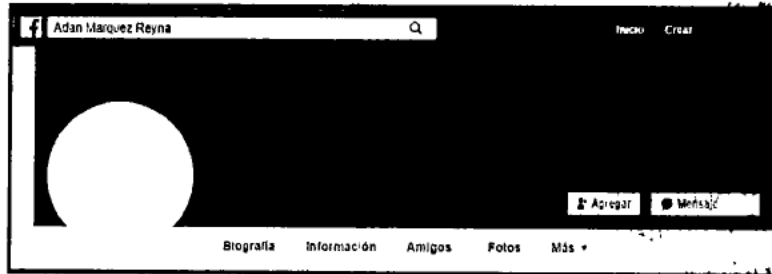 f Adan Marquez Reyna Inicio Crear
Agregar Mensaje
Biografía Información Amigos Fotos Más